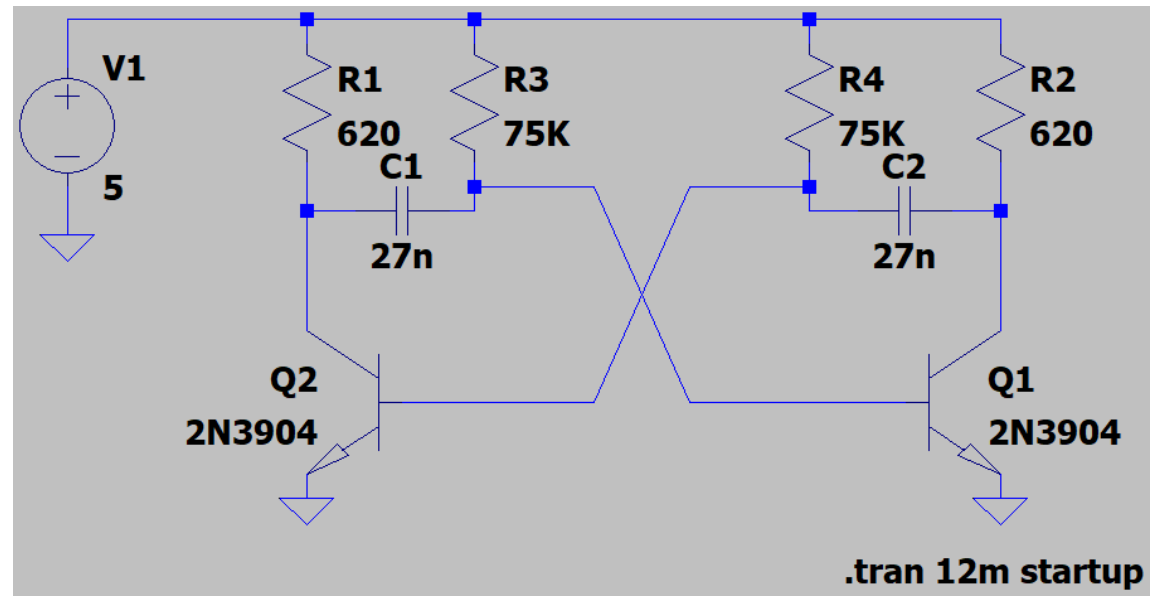 V1
5
R1
620
R3
75K
C1
27n
R4
75K
R2
620
C2
27n
Q2
2N3904
Q1
2N3904
.tran 12m startup